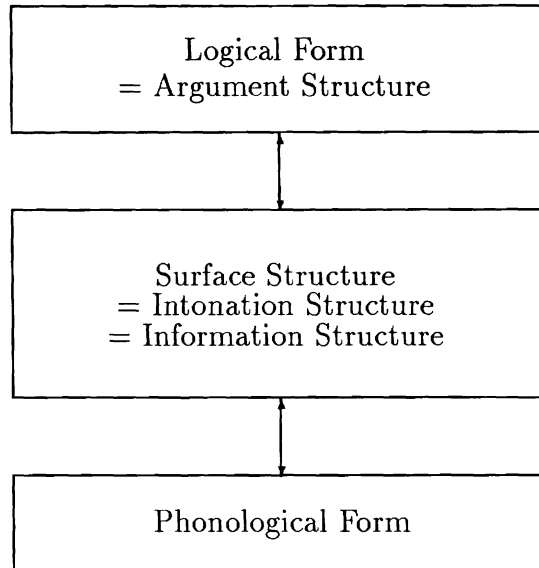 Logical Form
= Argument Structure
Surface Structure
= Intonation Structure
= Information Structure
Phonological Form